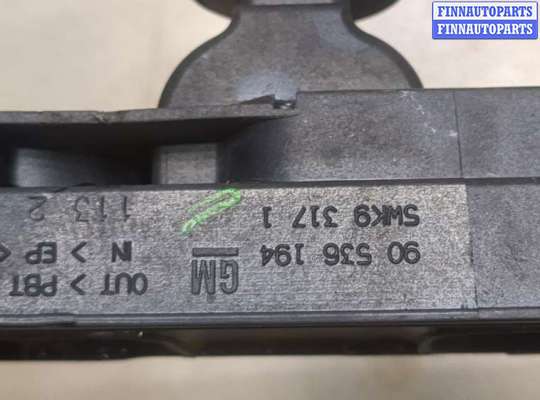 FINNAUTOPARTS
FINNAUTOPARTS
OUT > PBT
IN > EP <
113 2
GM
90 536 194
5WK9 317 1